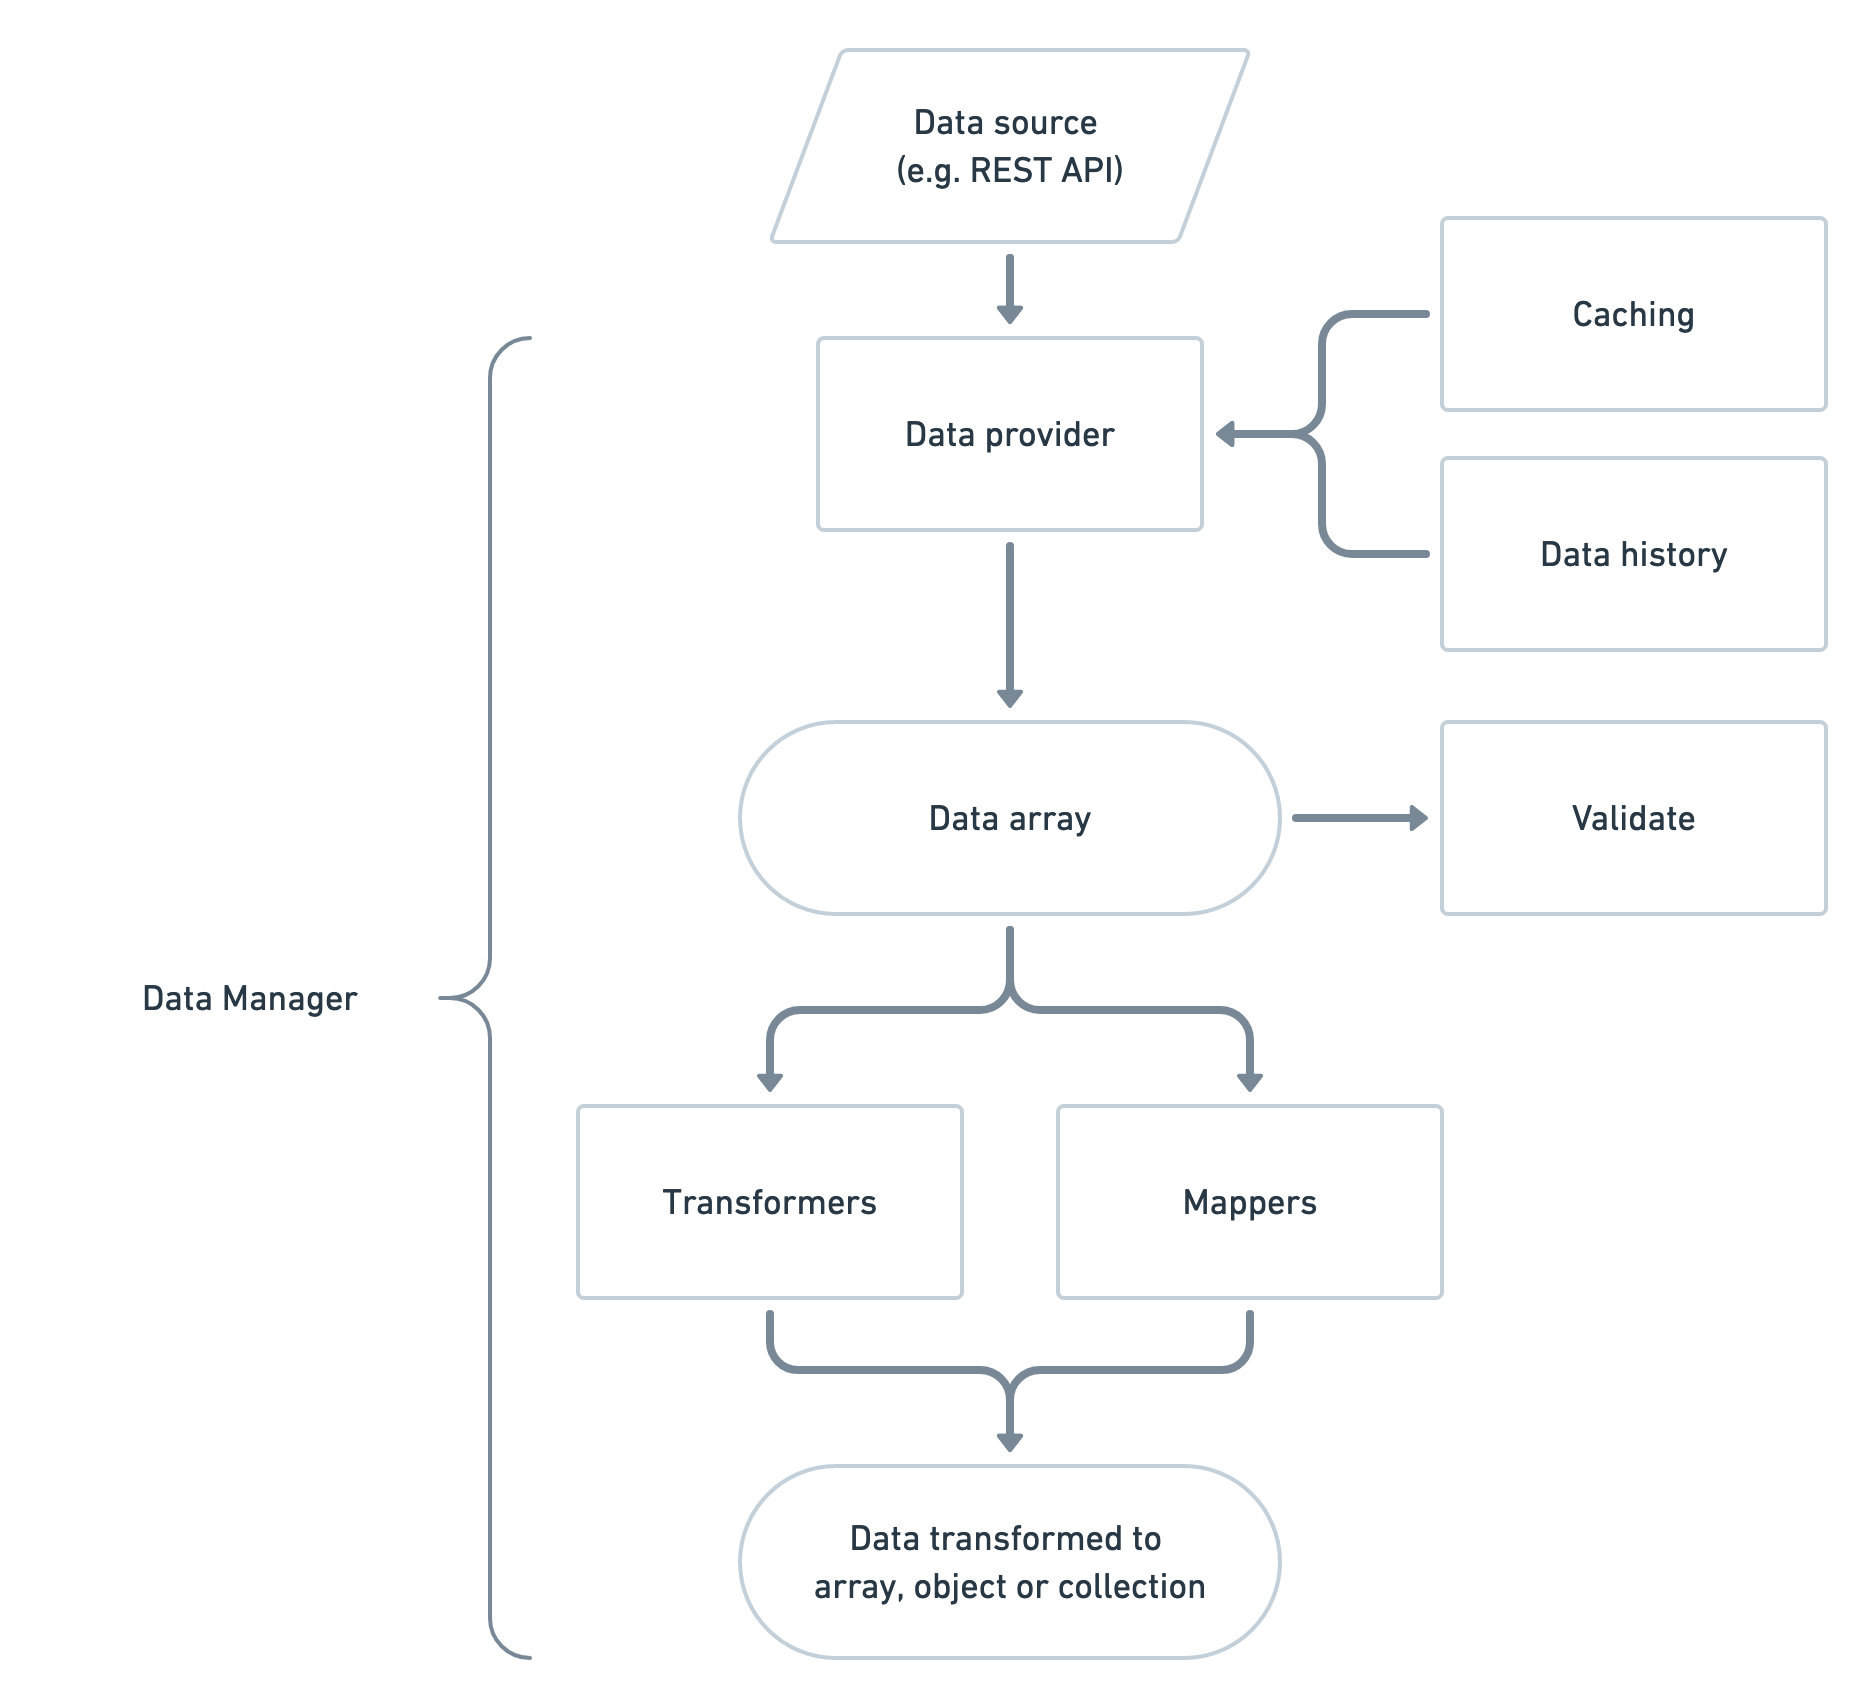 Data source
(e.g. REST API)
Caching
Data provider
Data history
Data array
Validate
Data Manager
Transformers
Mappers
Data transformed to
array, object or collection